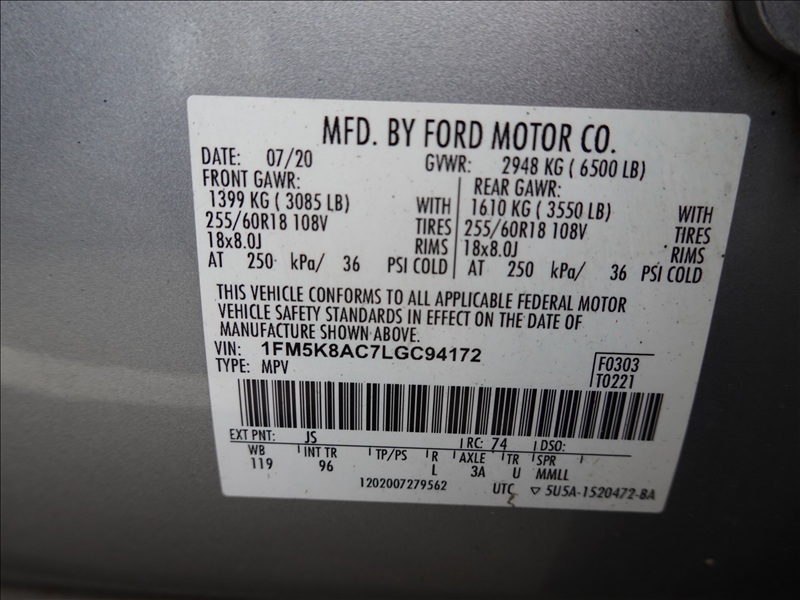 MFD. BY FORD MOTOR CO.
DATE: 07/20 GVWR: 2948 KG ( 6500 LB)
FRONT GAWR: REAR GAWR:
1399 KG ( 3085 LB) WITH 1610 KG ( 3550 LB) WITH
255/60R18 108V TIRES 255/60R18 108V TIRES
18x8.0J RIMS 18x8.0J RIMS
AT 250 kPa/ 36 PSI COLD AT 250 kPa/ 36 PSI COLD
THIS VEHICLE CONFORMS TO ALL APPLICABLE FEDERAL MOTOR
VEHICLE SAFETY STANDARDS IN EFFECT ON THE DATE OF
MANUFACTURE SHOWN ABOVE.
VIN: 1FM5K8AC7LGC94172 F0303
TYPE: MPV T0221
EXT PNT: JS RC: 74 DSO:
WB INT TR TP/PS R AXLE TR SPR
119 96 L 3A U MMLL
1202007279562 UTC ▽ 5U5A-1520472-BA